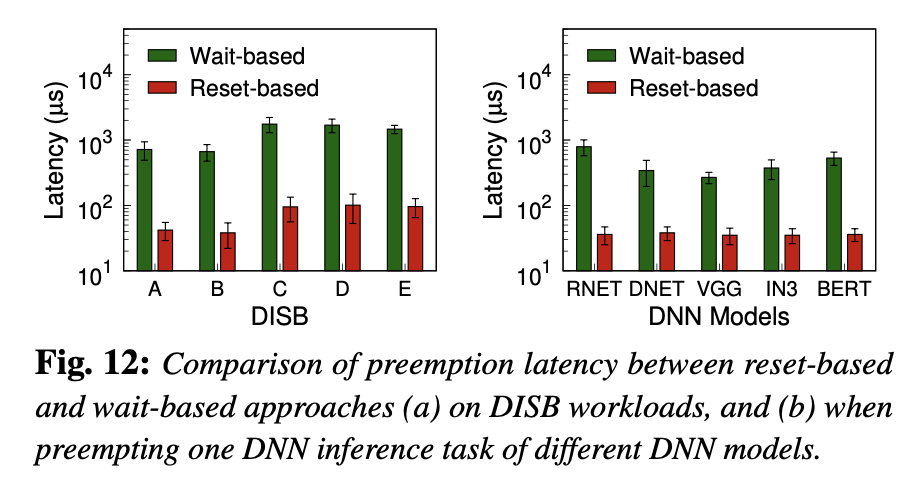 Wait-based
Reset-based
10⁴
10³
10²
10¹
Latency (μs)
A B C D E
DISB
Wait-based
Reset-based
10⁴
10³
10²
10¹
Latency (μs)
RNET DNET VGG IN3 BERT
DNN Models
Fig. 12: Comparison of preemption latency between reset-based
and wait-based approaches (a) on DISB workloads, and (b) when
preempting one DNN inference task of different DNN models.